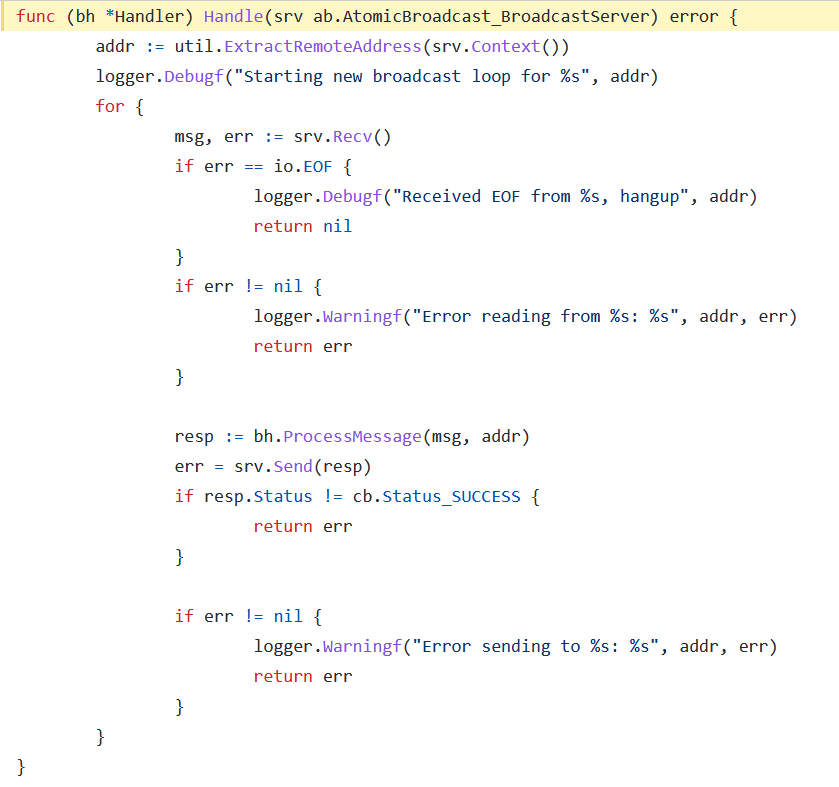 func (bh *Handler) Handle(srv ab.AtomicBroadcast_BroadcastServer) error {
        addr := util.ExtractRemoteAddress(srv.Context())
        logger.Debugf("Starting new broadcast loop for %s", addr)
        for {
                msg, err := srv.Recv()
                if err == io.EOF {
                        logger.Debugf("Received EOF from %s, hangup", addr)
                        return nil
                }
                if err != nil {
                        logger.Warningf("Error reading from %s: %s", addr, err)
                        return err
                }

                resp := bh.ProcessMessage(msg, addr)
                err = srv.Send(resp)
                if resp.Status != cb.Status_SUCCESS {
                        return err
                }

                if err != nil {
                        logger.Warningf("Error sending to %s: %s", addr, err)
                        return err
                }
        }
}